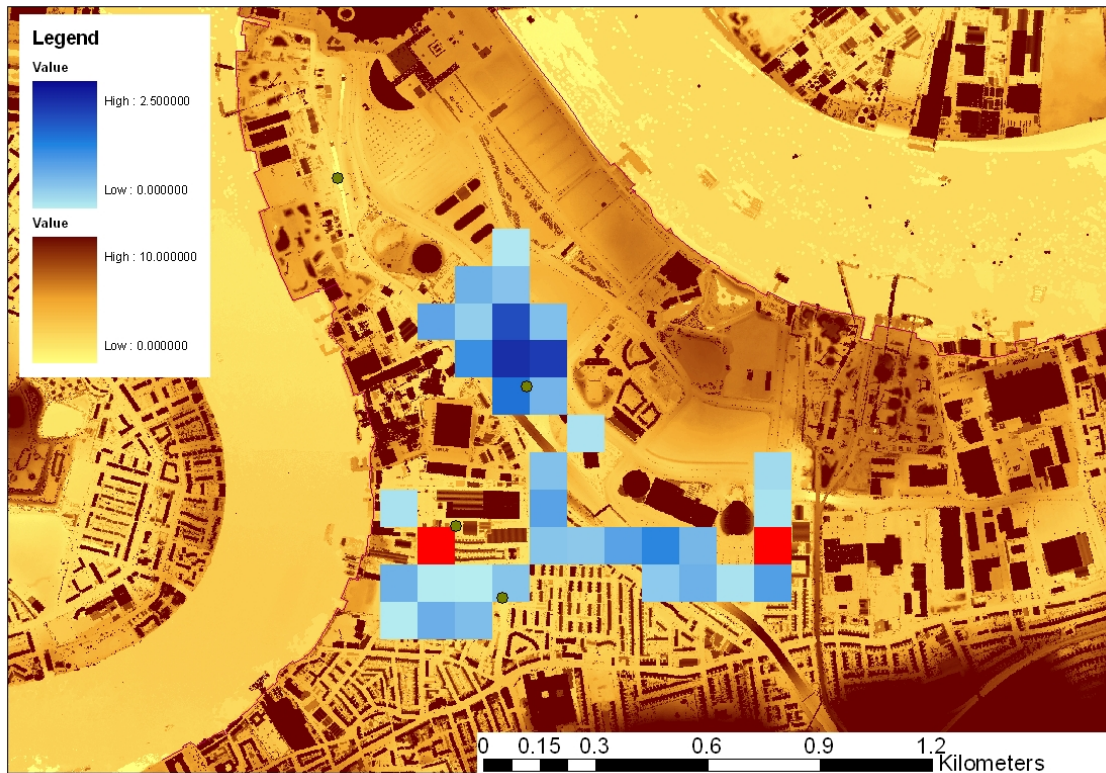 Legend
Value
High : 2.500000
Low : 0.000000
Value
High : 10.000000
Low : 0.000000
0 0.15 0.3 0.6 0.9 1.2
Kilometers